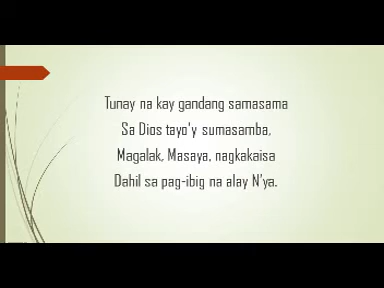 Tunay na kay gandang samasama
Sa Dios tayo'y sumasamba,
Magalak, Masaya, nagkakaisa
Dahil sa pag-ibig na alay N'ya.